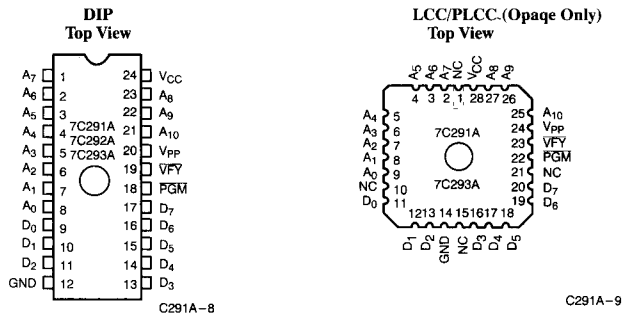 DIP
Top View
A7 1 24 VCC
A6 2 23 A8
A5 3 22 A9
A4 4 7C291A 21 A10
7C292A
A3 5 7C293A 20 VPP
A2 6 19 VFY
A1 7 18 PGM
A0 8 17 D7
D0 9 16 D6
D1 10 15 D5
D2 11 14 D4
GND 12 13 D3
C291A-8
LCC/PLCC (Opaqe Only)
Top View
A5 A6 A7 NC VCC A8 A9
4 3 2 1 28 27 26
A4 5 25 A10
A3 6 7C291A 24 VPP
A2 7 23 VFY
A1 8 22 PGM
A0 9 21 NC
NC 10 7C293A 20 D7
D0 11 19 D6
12 13 14 15 16 17 18
D1 D2 GND NC D3 D4 D5
C291A-9